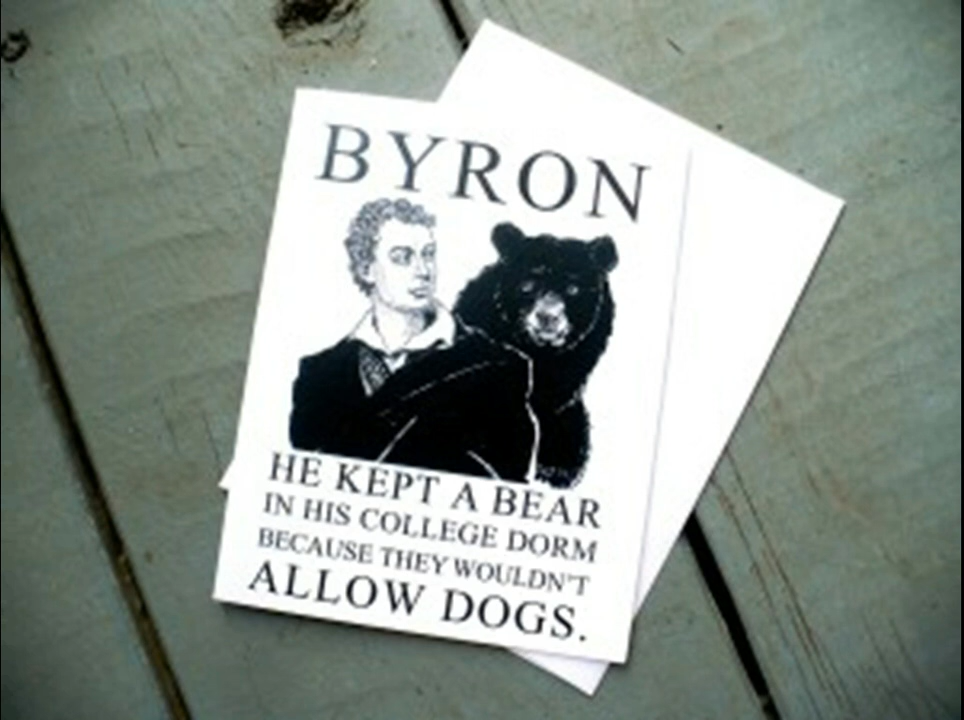 BYRON
HE KEPT A BEAR
IN HIS COLLEGE DORM
BECAUSE THEY WOULDN'T
ALLOW DOGS.